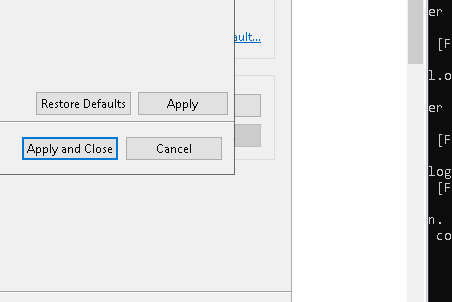 er
ault...
[F
l.o
Restore Defaults
Apply
er
[F
Apply and Close
Cancel
log
[F
n.
co